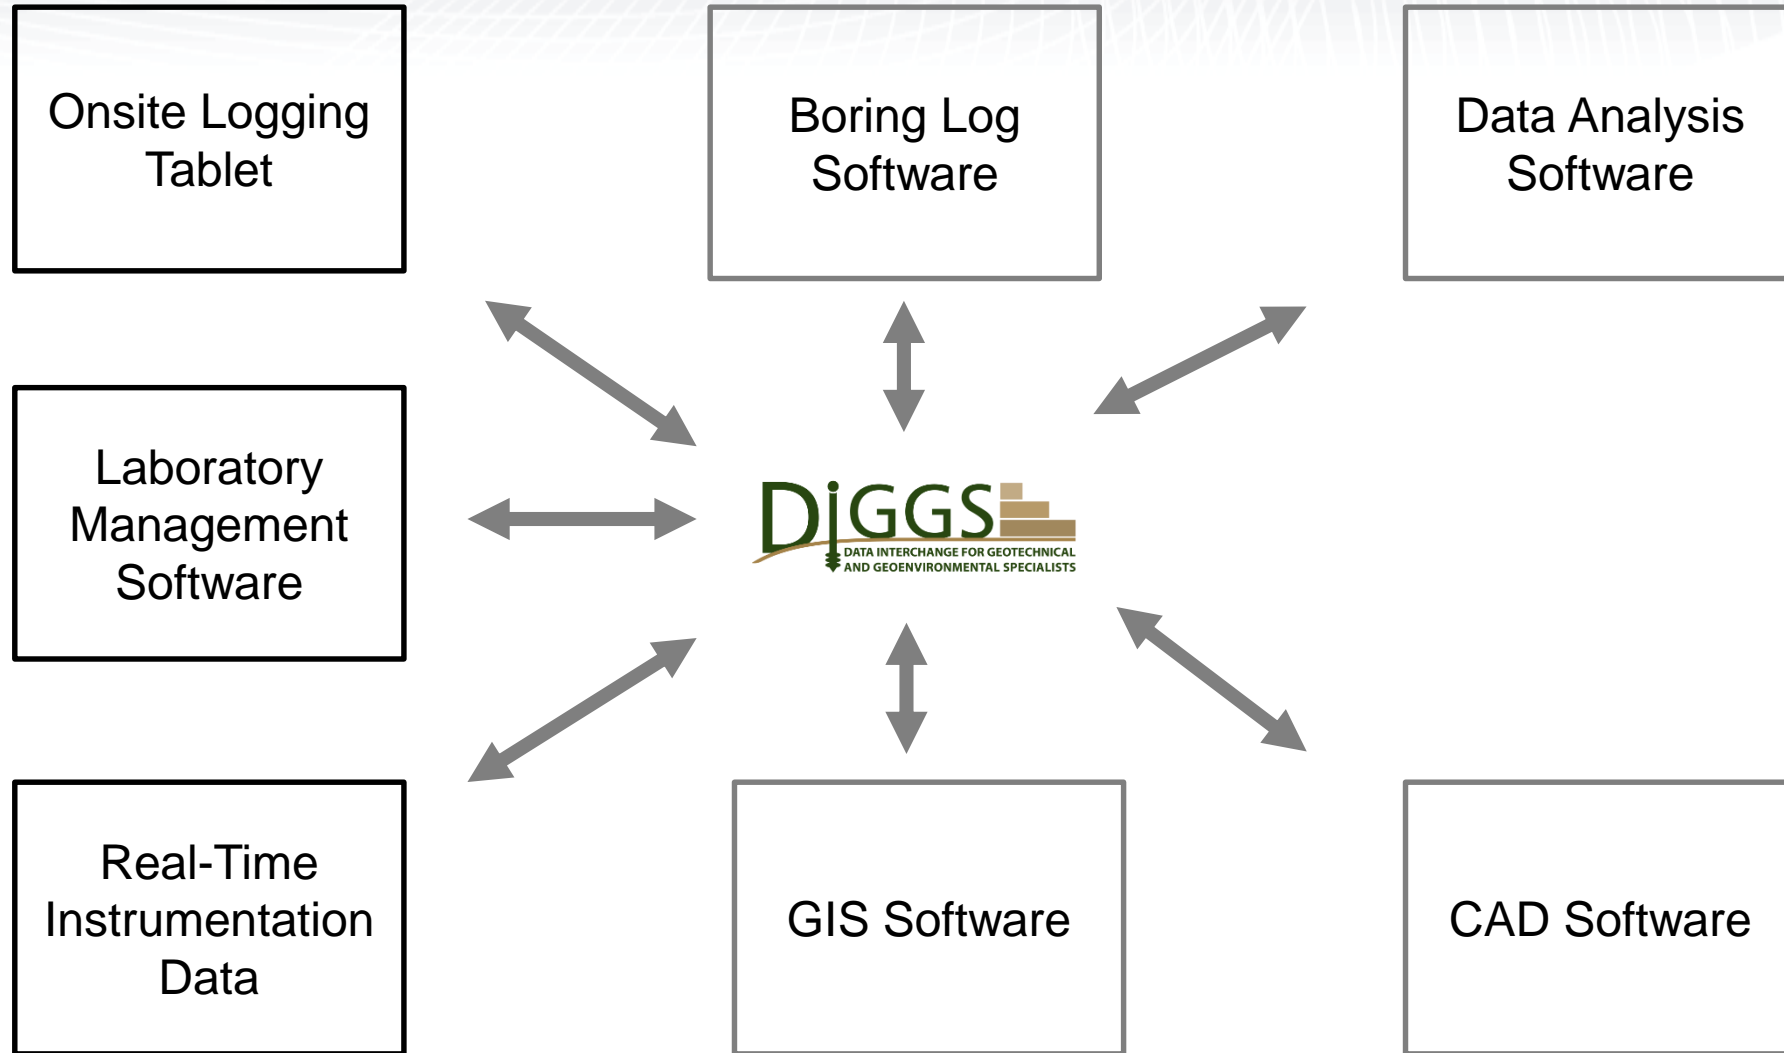 Onsite Logging
Tablet
Boring Log
Software
Data Analysis
Software
Laboratory
Management
Software
DiGGS
DATA INTERCHANGE FOR GEOTECHNICAL
AND GEOENVIRONMENTAL SPECIALISTS
Real-Time
Instrumentation
Data
GIS Software
CAD Software